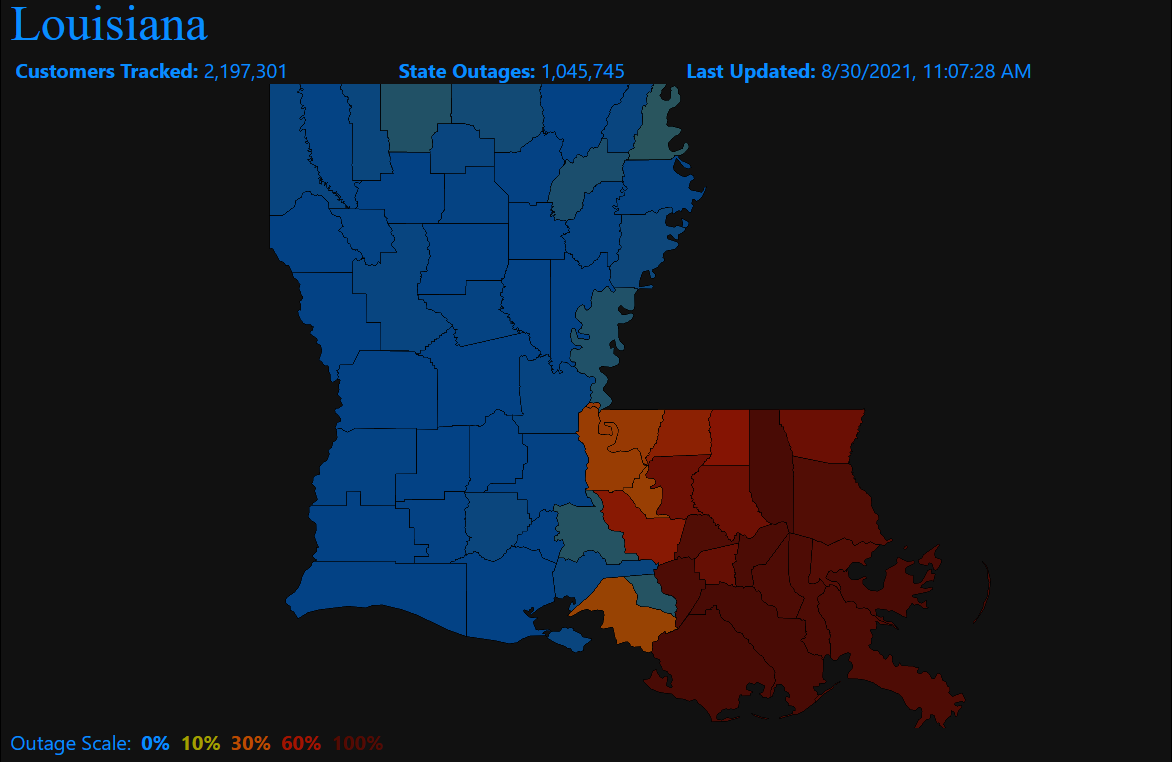 Louisiana
Customers Tracked: 2,197,301 State Outages: 1,045,745 Last Updated: 8/30/2021, 11:07:28 AM
Outage Scale: 0% 10% 30% 60% 100%